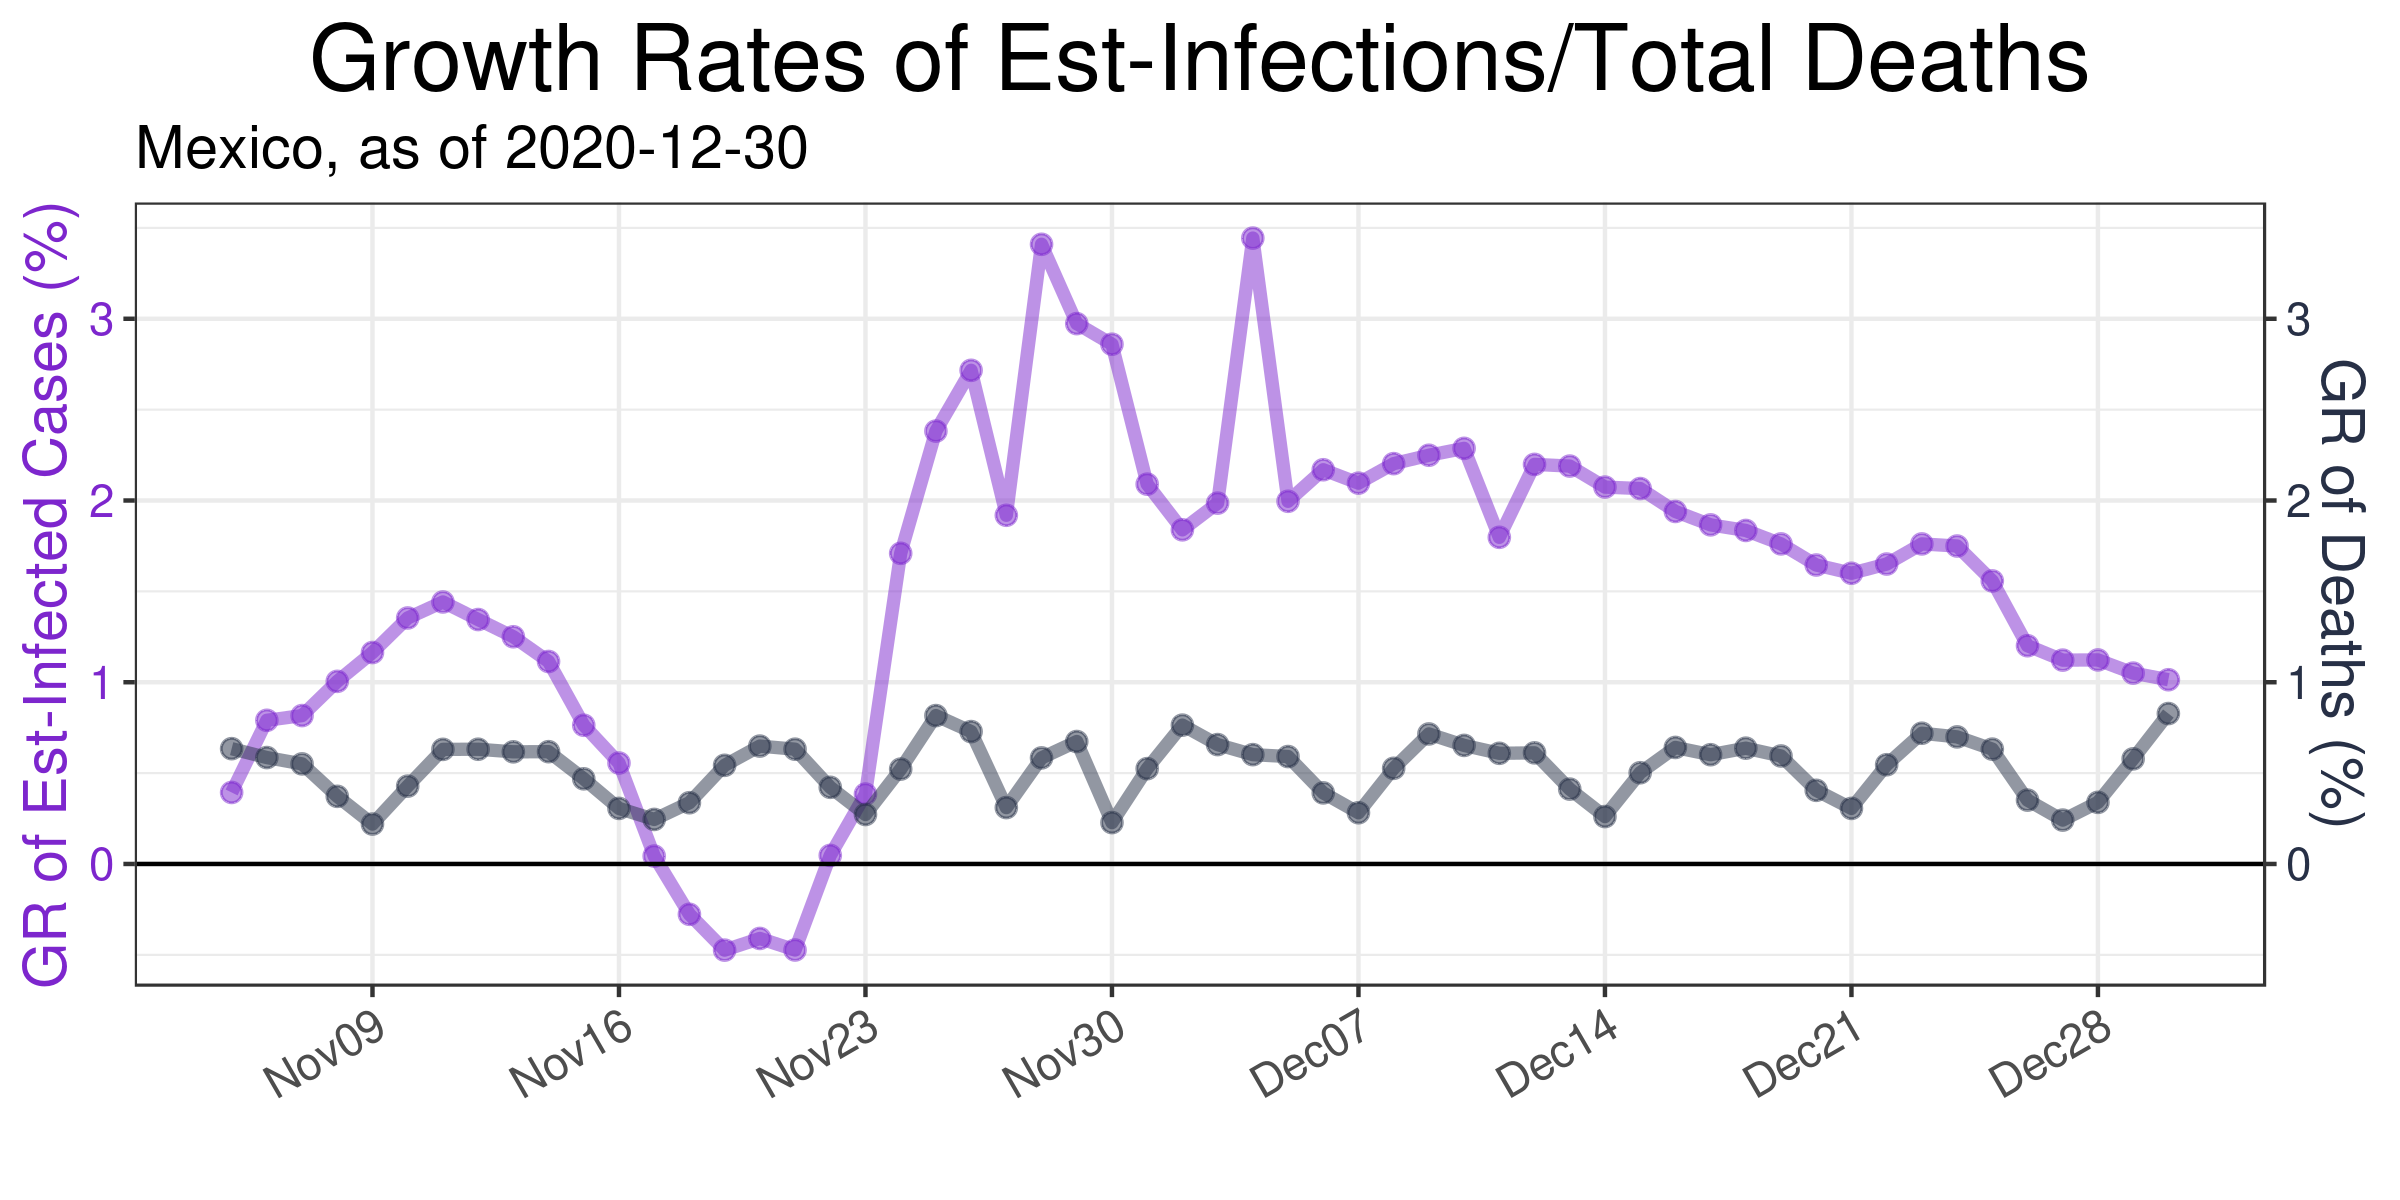 Growth Rates of Est-Infections/Total Deaths
Mexico, as of 2020-12-30
GR of Est-Infected Cases (%)
3
2
1
0
3
2
1
0
GR of Deaths (%)
Nov09
Nov16
Nov23
Nov30
Dec07
Dec14
Dec21
Dec28